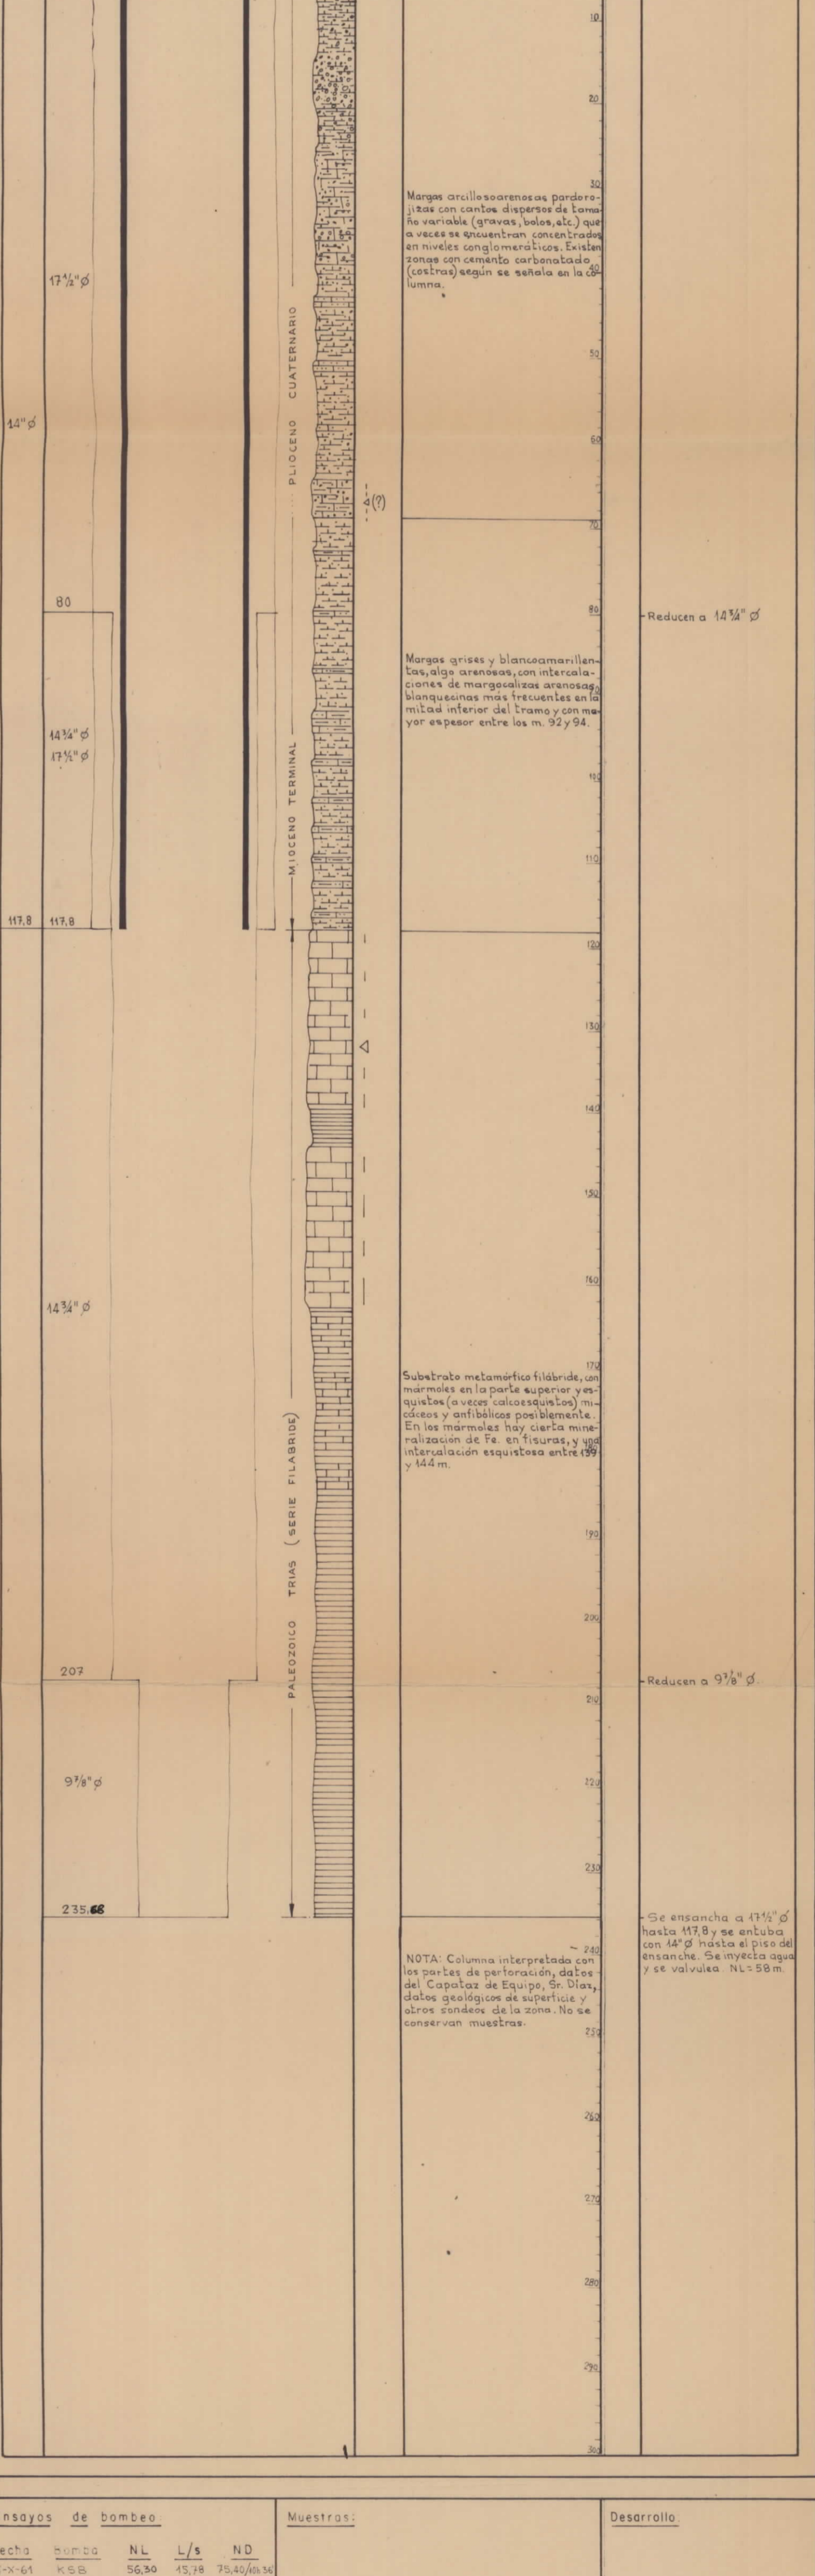 10
20
30
Margas arcillosoarenosas pardoro-
jizas con cantos dispersos de tama-
ño variable (gravas, bolos, etc.) que
a veces se encuentran concentrados
en niveles conglomeráticos. Existen
zonas con cemento carbonatado
(costras) según se señala en la co-
lumna.
40
17½"Ø
PLIOCENO CUATERNARIO
50
14"Ø
60
(?)
70
80
80
Reducen a 14¾"Ø
Margas grises y blancoamarillen-
tas, algo arenosas, con intercala-
ciones de margocalizas arenosas
blanquecinas más frecuentes en la
mitad inferior del tramo y con ma-
yor espesor entre los m. 92 y 94.
14¾"Ø
17½"Ø
MIOCENO TERMINAL
110
117,8
117,8
120
130
140
150
160
14¾"Ø
170
Substrato metamórfico filábride, con
mármoles en la parte superior y es-
quistos (a veces calcoesquistos) mi-
cáceos y anfibólicos posiblemente.
En los mármoles hay cierta mine-
ralización de Fe. en fisuras, y una
intercalación esquistosa entre 139
y 144 m.
PALEOZOICO TRIAS (SERIE FILABRIDE)
190
200
207
Reducen a 9⅞"Ø
210
9⅞"Ø
220
230
235,68
Se ensancha a 17½"Ø
hasta 117,8 y se entuba
con 14"Ø hasta el piso del
ensanche. Se inyecta agua
y se valvulea. NL=58m.
240
NOTA: Columna interpretada con
los partes de perforación, datos
del Capataz de Equipo, Sr. Díaz,
datos geológicos de superficie y
otros sondeos de la zona. No se
conservan muestras.
250
260
270
280
290
300
nsayos de bombeo:
Muestras:
Desarrollo
echa Bomba NL L/s ND
-X-61 KSB 56,30 15,78 75,40/10h 36'